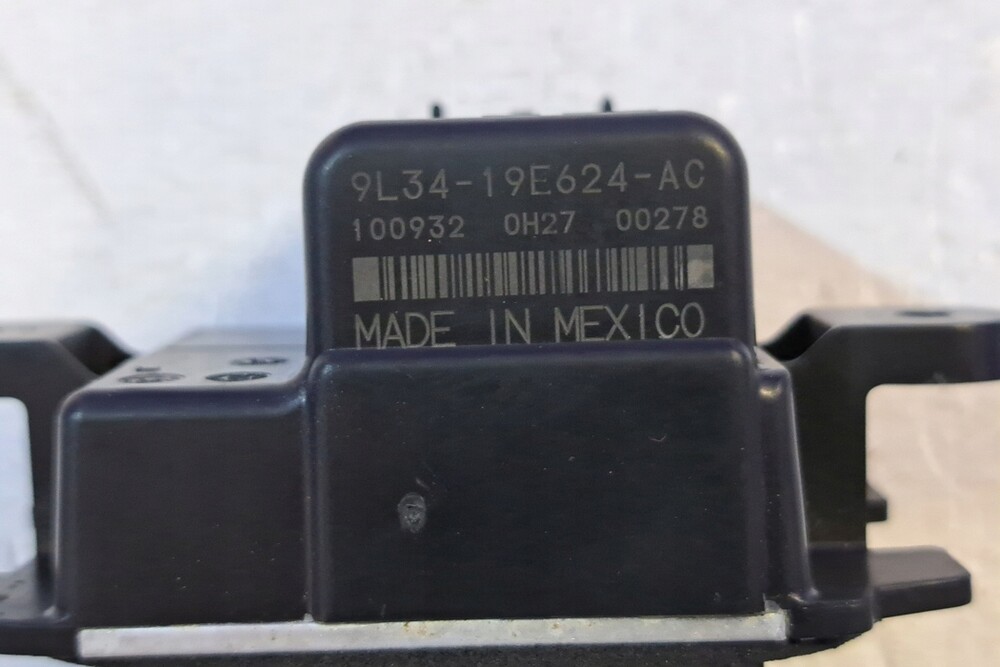 9L34-19E624-AC
100932 0H27 00278
MADE IN MEXICO